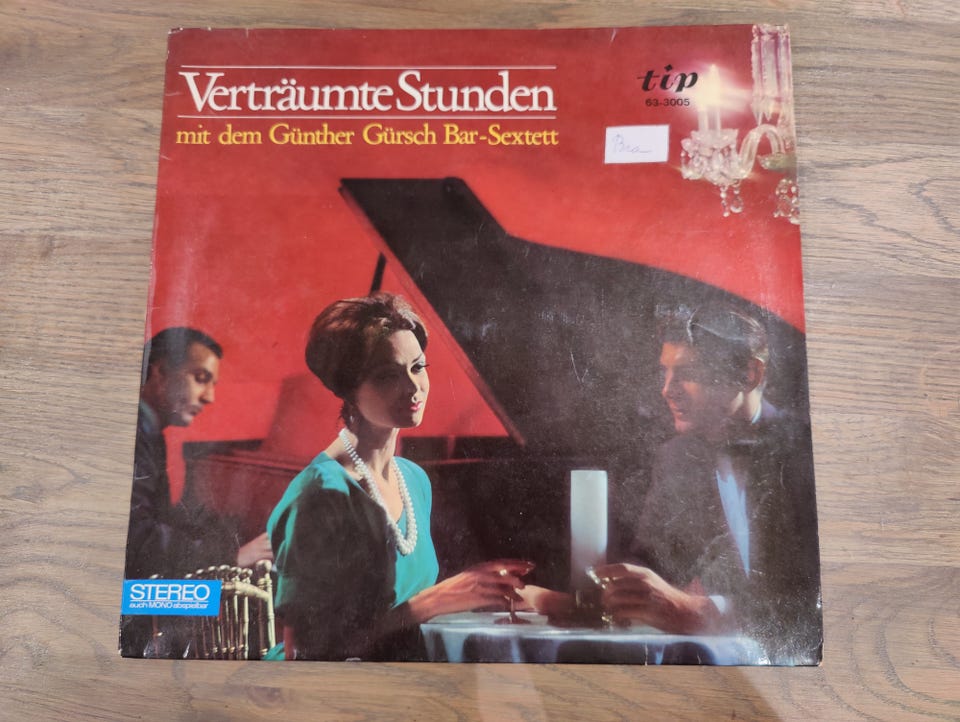 Verträumte Stunden
mit dem Günther Gürsch Bar-Sextett
tip
63-3005
STEREO
auch MONO abspielbar